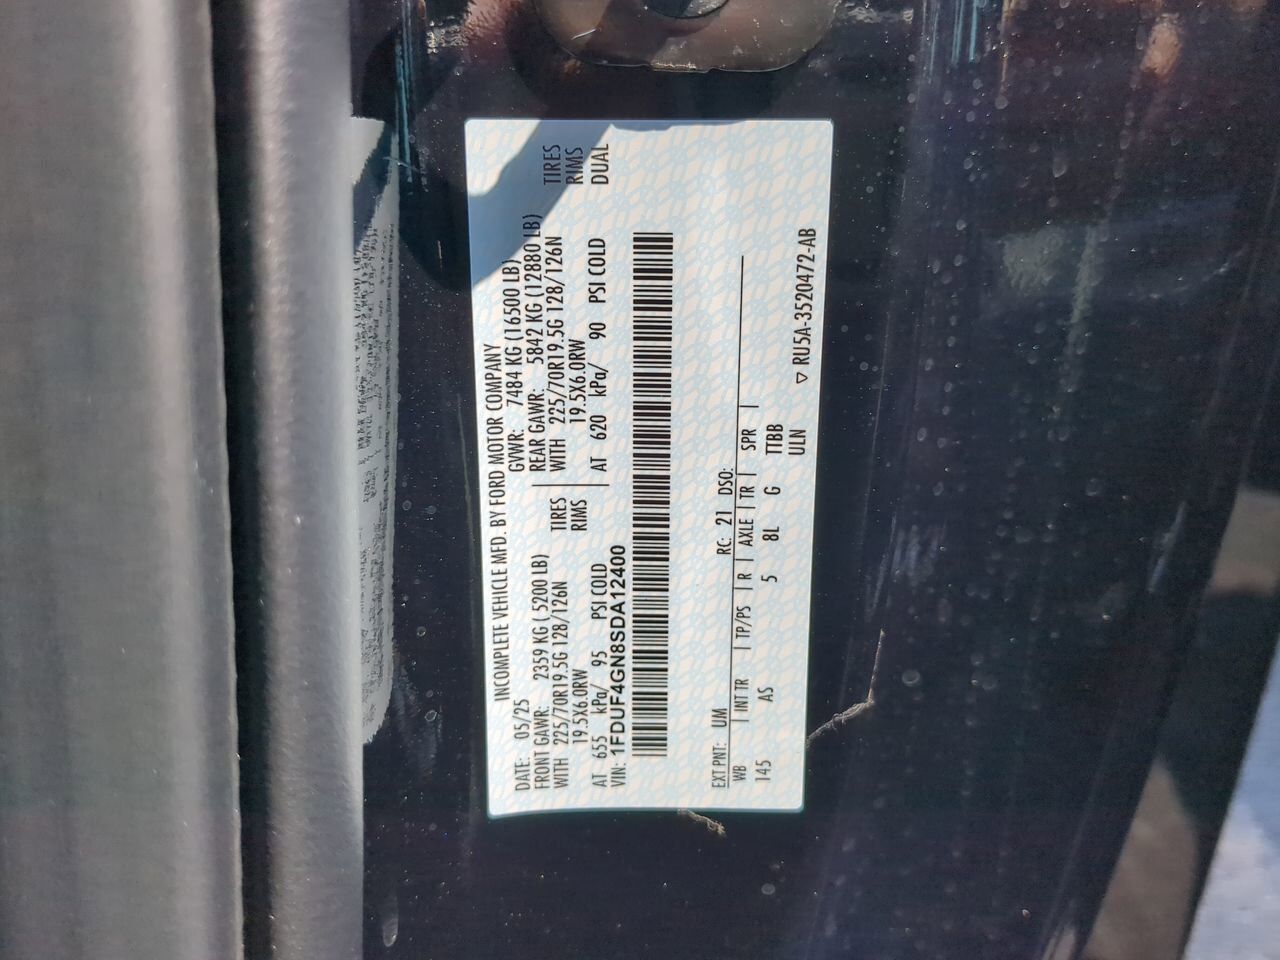 INCOMPLETE VEHICLE MFD. BY FORD MOTOR COMPANY
DATE: 05/25 GVWR: 7484 KG (16500 LB)
FRONT GAWR: 2359 KG ( 5200 LB) REAR GAWR: 5842 KG (12880 LB)
WITH 225/70R19.5G 128/126N TIRES WITH 225/70R19.5G 128/126N TIRES
19.5X6.0RW RIMS 19.5X6.0RW RIMS
AT 655 kPa/ 95 PSI COLD AT 620 kPa/ 90 PSI COLD DUAL
VIN: 1FDUF4GN8SDA12400
EXT PNT: UM RC: 21 DSO:
WB | INT TR | TP/PS | R | AXLE | TR | SPR |
145 AS 5 8L G TTBB
ULN
▽ RU5A-3520472-AB